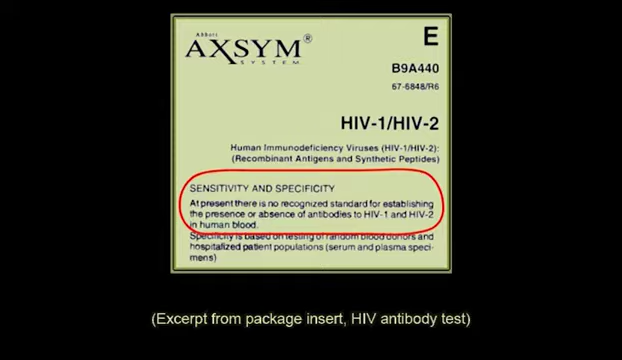 Abbott
AXSYM®
SYSTEM
E
B9A440
67-6848/R6
HIV-1/HIV-2
Human Immunodeficiency Viruses (HIV-1/HIV-2):
(Recombinant Antigens and Synthetic Peptides)
SENSITIVITY AND SPECIFICITY
At present there is no recognized standard for establishing
the presence or absence of antibodies to HIV-1 and HIV-2
in human blood.
Specificity is based on testing of random blood donors and
hospitalized patient populations (serum and plasma speci-
mens)
(Excerpt from package insert, HIV antibody test)